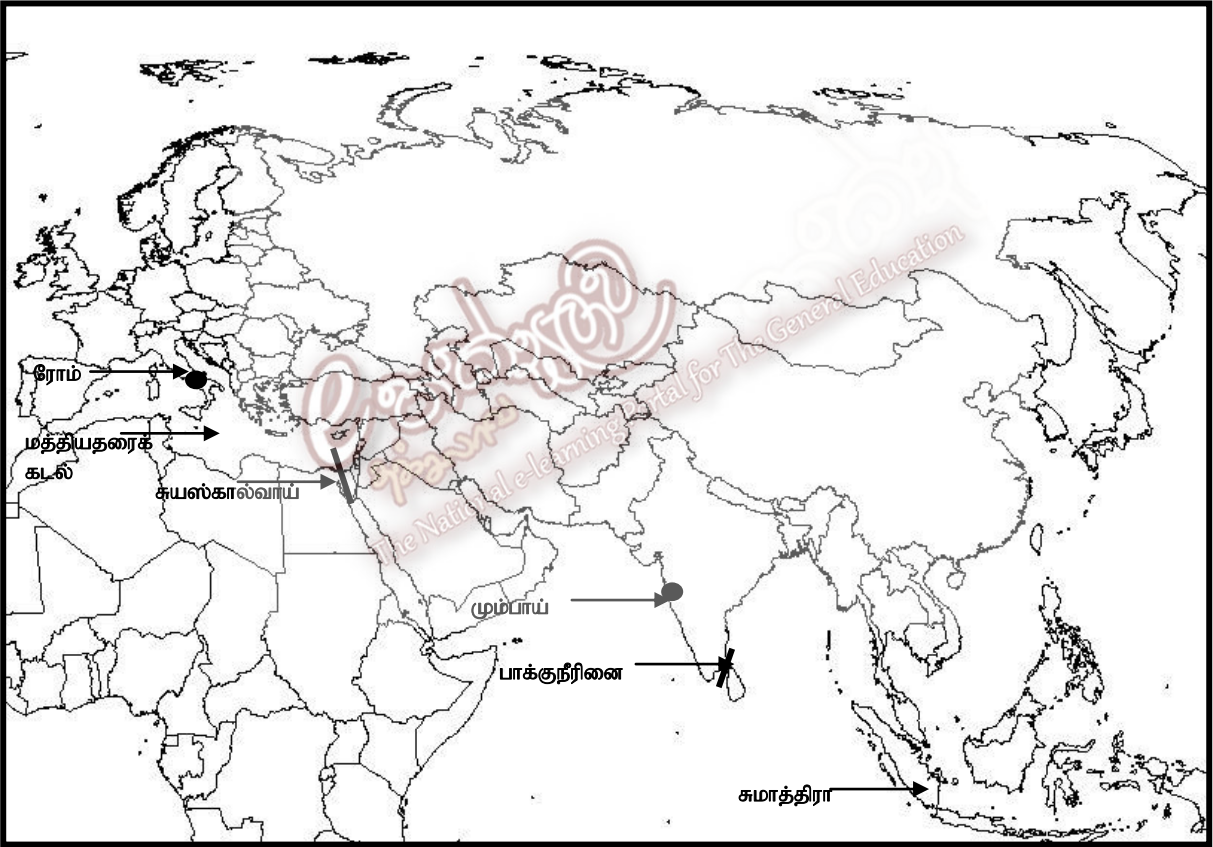 ரோம்
மத்தியதரைக்
கடல்
சுயஸ்கால்வாய்
மும்பாய்
பாக்குநீரினை
சுமாத்திரா
The National e-learning Portal for The General Education